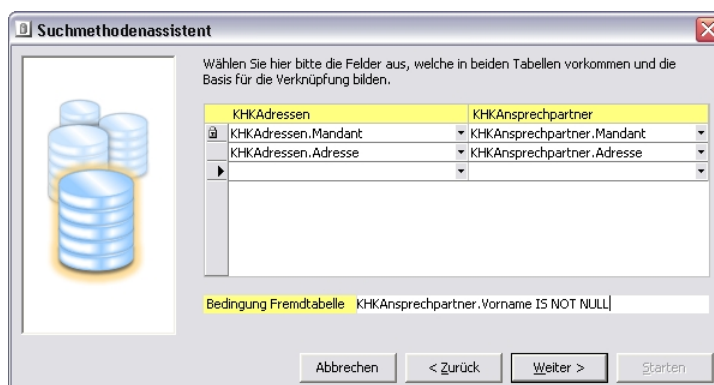 Suchmethodenassistent
Wählen Sie hier bitte die Felder aus, welche in beiden Tabellen vorkommen und die
Basis für die Verknüpfung bilden.
KHKAdressen KHKAnsprechpartner
KHKAdressen.Mandant KHKAnsprechpartner.Mandant
KHKAdressen.Adresse KHKAnsprechpartner.Adresse
Bedingung Fremdtabelle KHKAnsprechpartner.Vorname IS NOT NULL
Abbrechen < Zurück Weiter > Starten